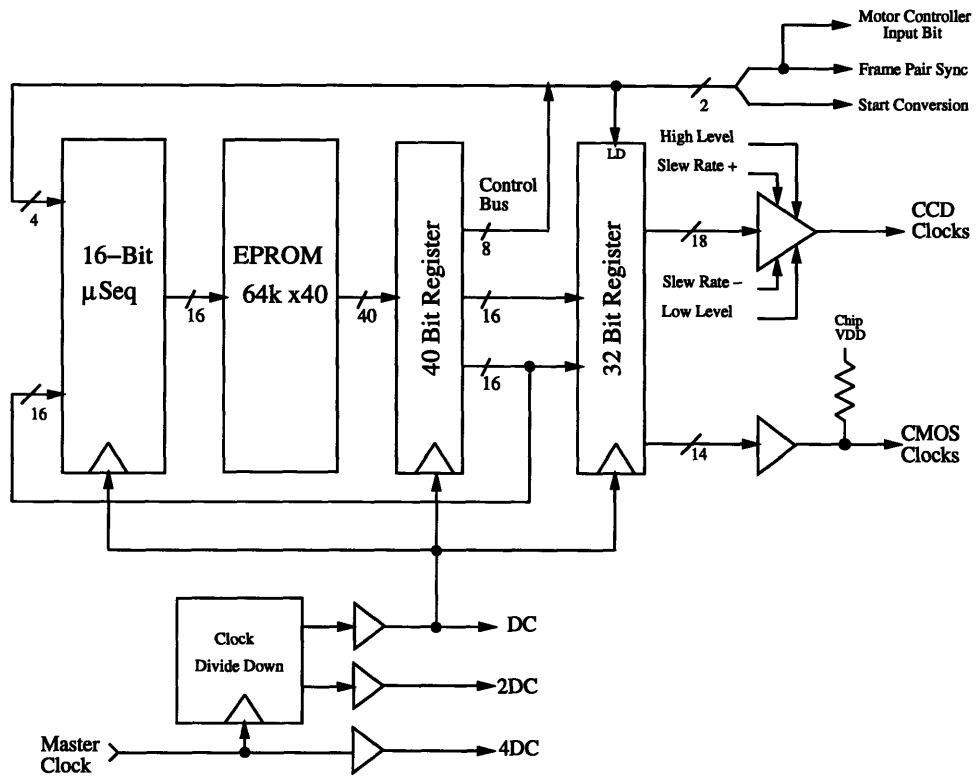 Motor Controller
Input Bit
Frame Pair Sync
Start Conversion
2
LD
High Level
Slew Rate +
Slew Rate −
Low Level
CCD
Clocks
18
Control
Bus
8
4
16−Bit
μSeq
16
EPROM
64k x40
40
40 Bit Register
16
16
32 Bit Register
16
14
Chip
VDD
CMOS
Clocks
Clock
Divide Down
DC
2DC
4DC
Master
Clock